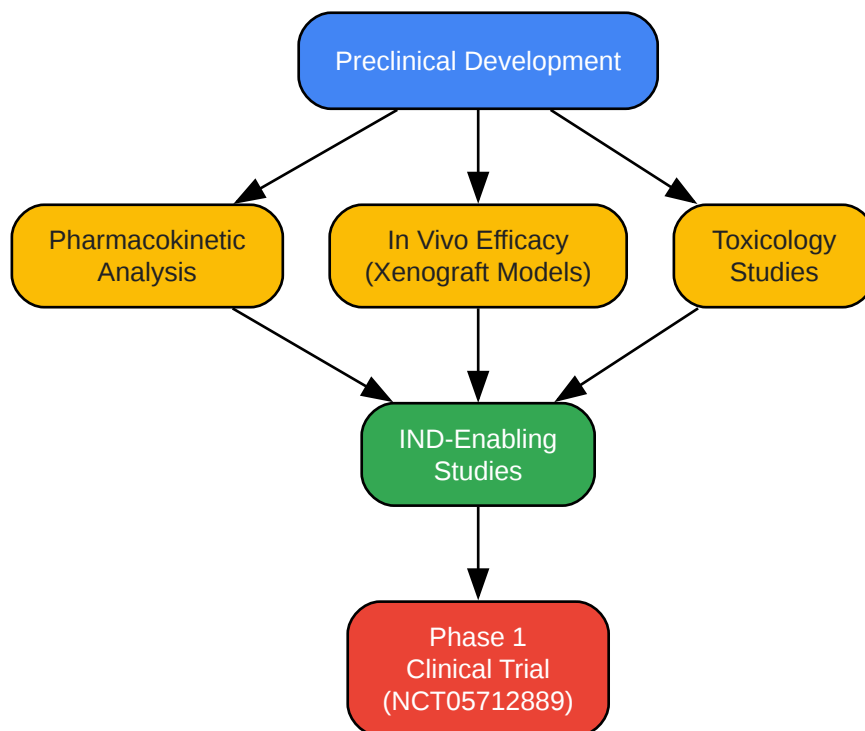 Preclinical Development
Pharmacokinetic
Analysis
In Vivo Efficacy
(Xenograft Models)
Toxicology
Studies
IND-Enabling
Studies
Phase 1
Clinical Trial
(NCT05712889)